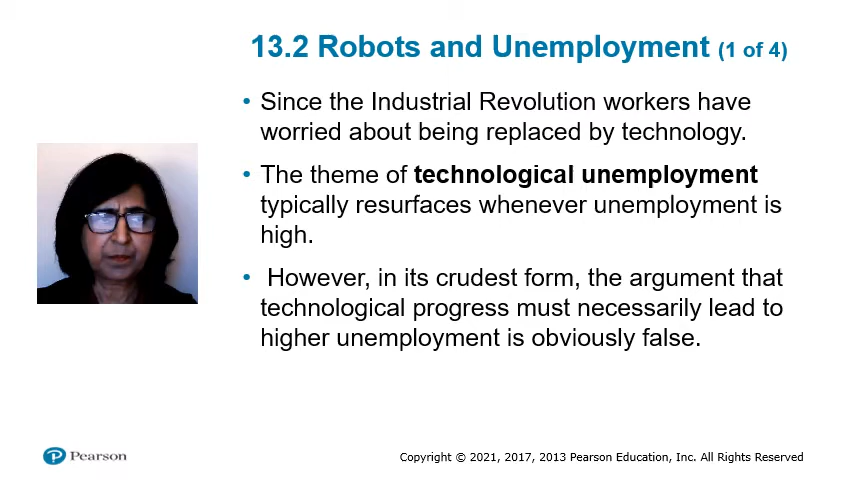 13.2 Robots and Unemployment (1 of 4)
• Since the Industrial Revolution workers have
worried about being replaced by technology.
• The theme of technological unemployment
typically resurfaces whenever unemployment is
high.
• However, in its crudest form, the argument that
technological progress must necessarily lead to
higher unemployment is obviously false.
Pearson
Copyright © 2021, 2017, 2013 Pearson Education, Inc. All Rights Reserved